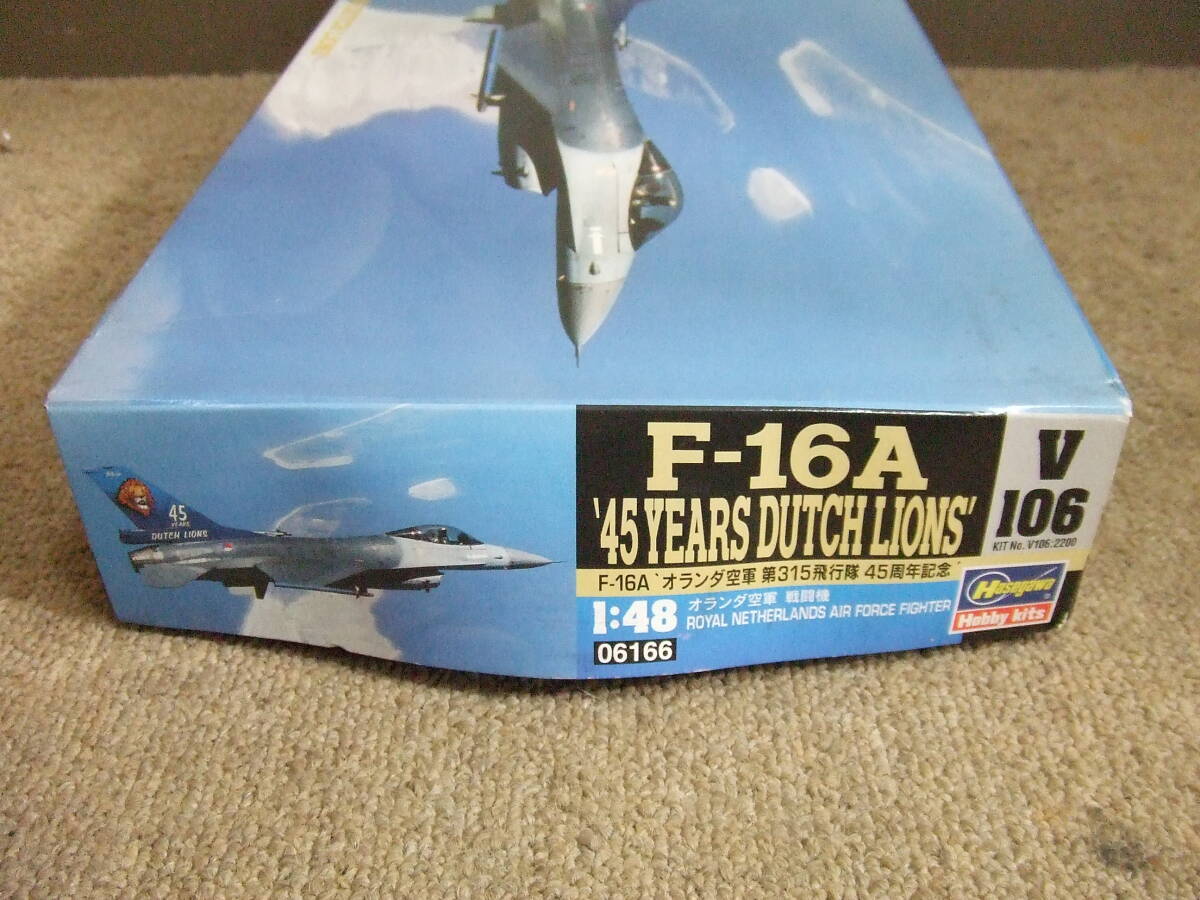 F-16A
'45 YEARS DUTCH LIONS'
F-16A 'オランダ空軍 第315飛行隊 45周年記念'
1:48
オランダ空軍 戦闘機
ROYAL NETHERLANDS AIR FORCE FIGHTER
06166
V
106
KIT No. V106:2200
Hasegawa
Hobby kits
45
YEARS
DUTCH LIONS